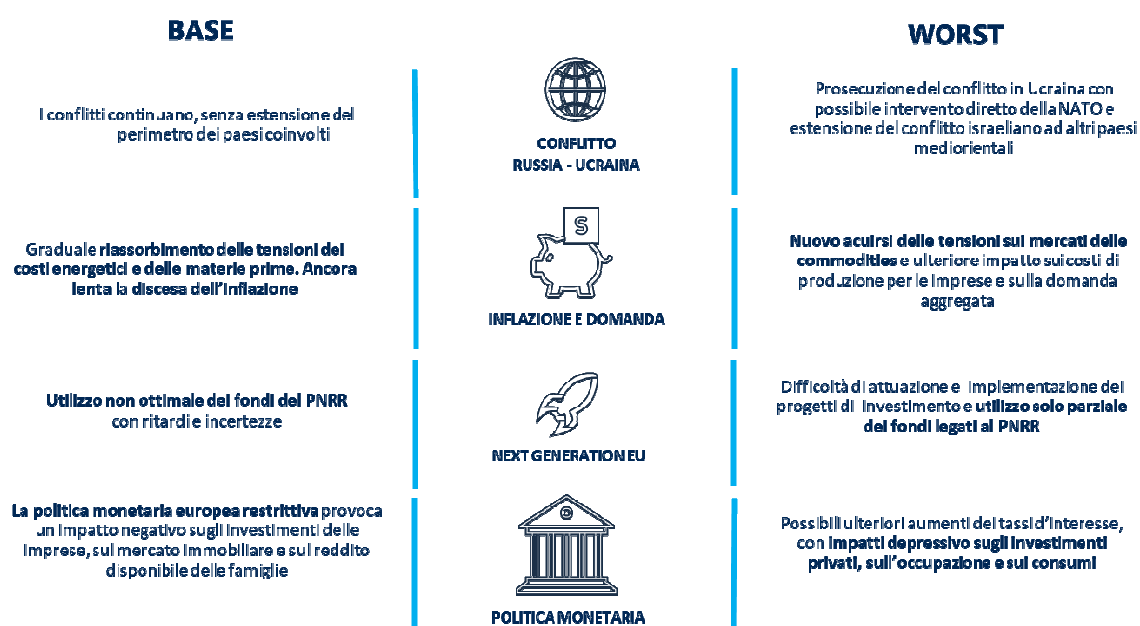 BASE
WORST
I conflitti continuano, senza estensione del
perimetro dei paesi coinvolti
CONFLITTO
RUSSIA - UCRAINA
Prosecuzione del conflitto in Ucraina con
possibile intervento diretto della NATO e
estensione del conflitto israeliano ad altri paesi
mediorientali
Graduale riassorbimento delle tensioni dei
costi energetici e delle materie prime. Ancora
lenta la discesa dell'inflazione
S
INFLAZIONE E DOMANDA
Nuovo acuirsi delle tensioni sui mercati delle
commodities e ulteriore impatto sui costi di
produzione per le imprese e sulla domanda
aggregata
Utilizzo non ottimale dei fondi del PNRR
con ritardi e incertezze
NEXT GENERATION EU
Difficoltà di attuazione e implementazione dei
progetti di investimento e utilizzo solo parziale
dei fondi legati al PNRR
La politica monetaria europea restrittiva provoca
un impatto negativo sugli investimenti delle
imprese, sul mercato immobiliare e sul reddito
disponibile delle famiglie
POLITICA MONETARIA
Possibili ulteriori aumenti dei tassi d'interesse,
con impatti depressivo sugli investimenti
privati, sull'occupazione e sui consumi